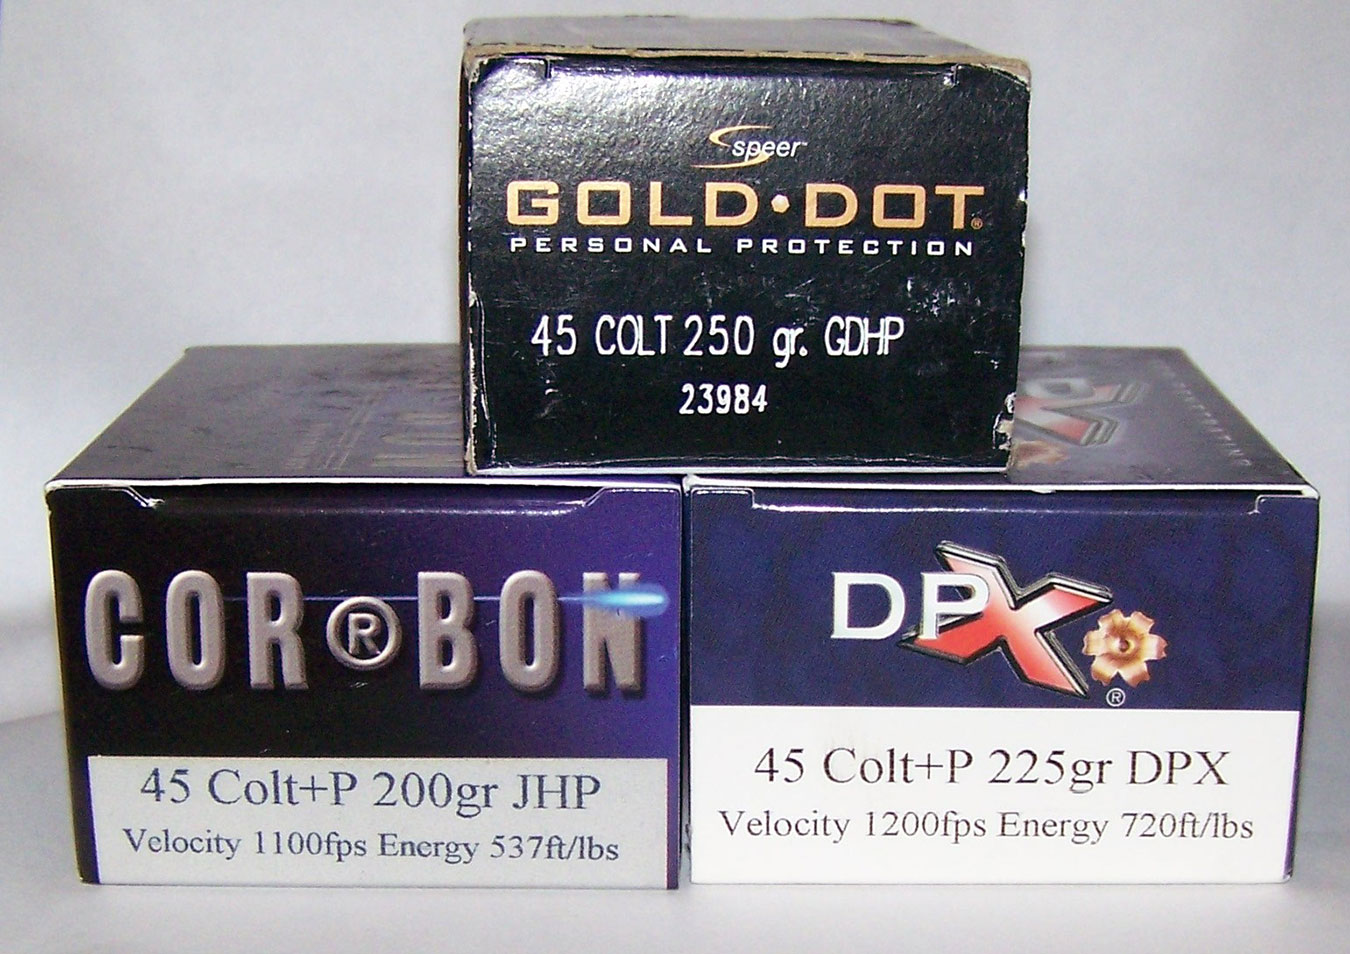 speer™
GOLD•DOT®
PERSONAL PROTECTION
45 COLT 250 gr. GDHP
23984
COR®BON
45 Colt+P 200gr JHP
Velocity 1100fps Energy 537ft/lbs
DPX
®
45 Colt+P 225gr DPX
Velocity 1200fps Energy 720ft/lbs